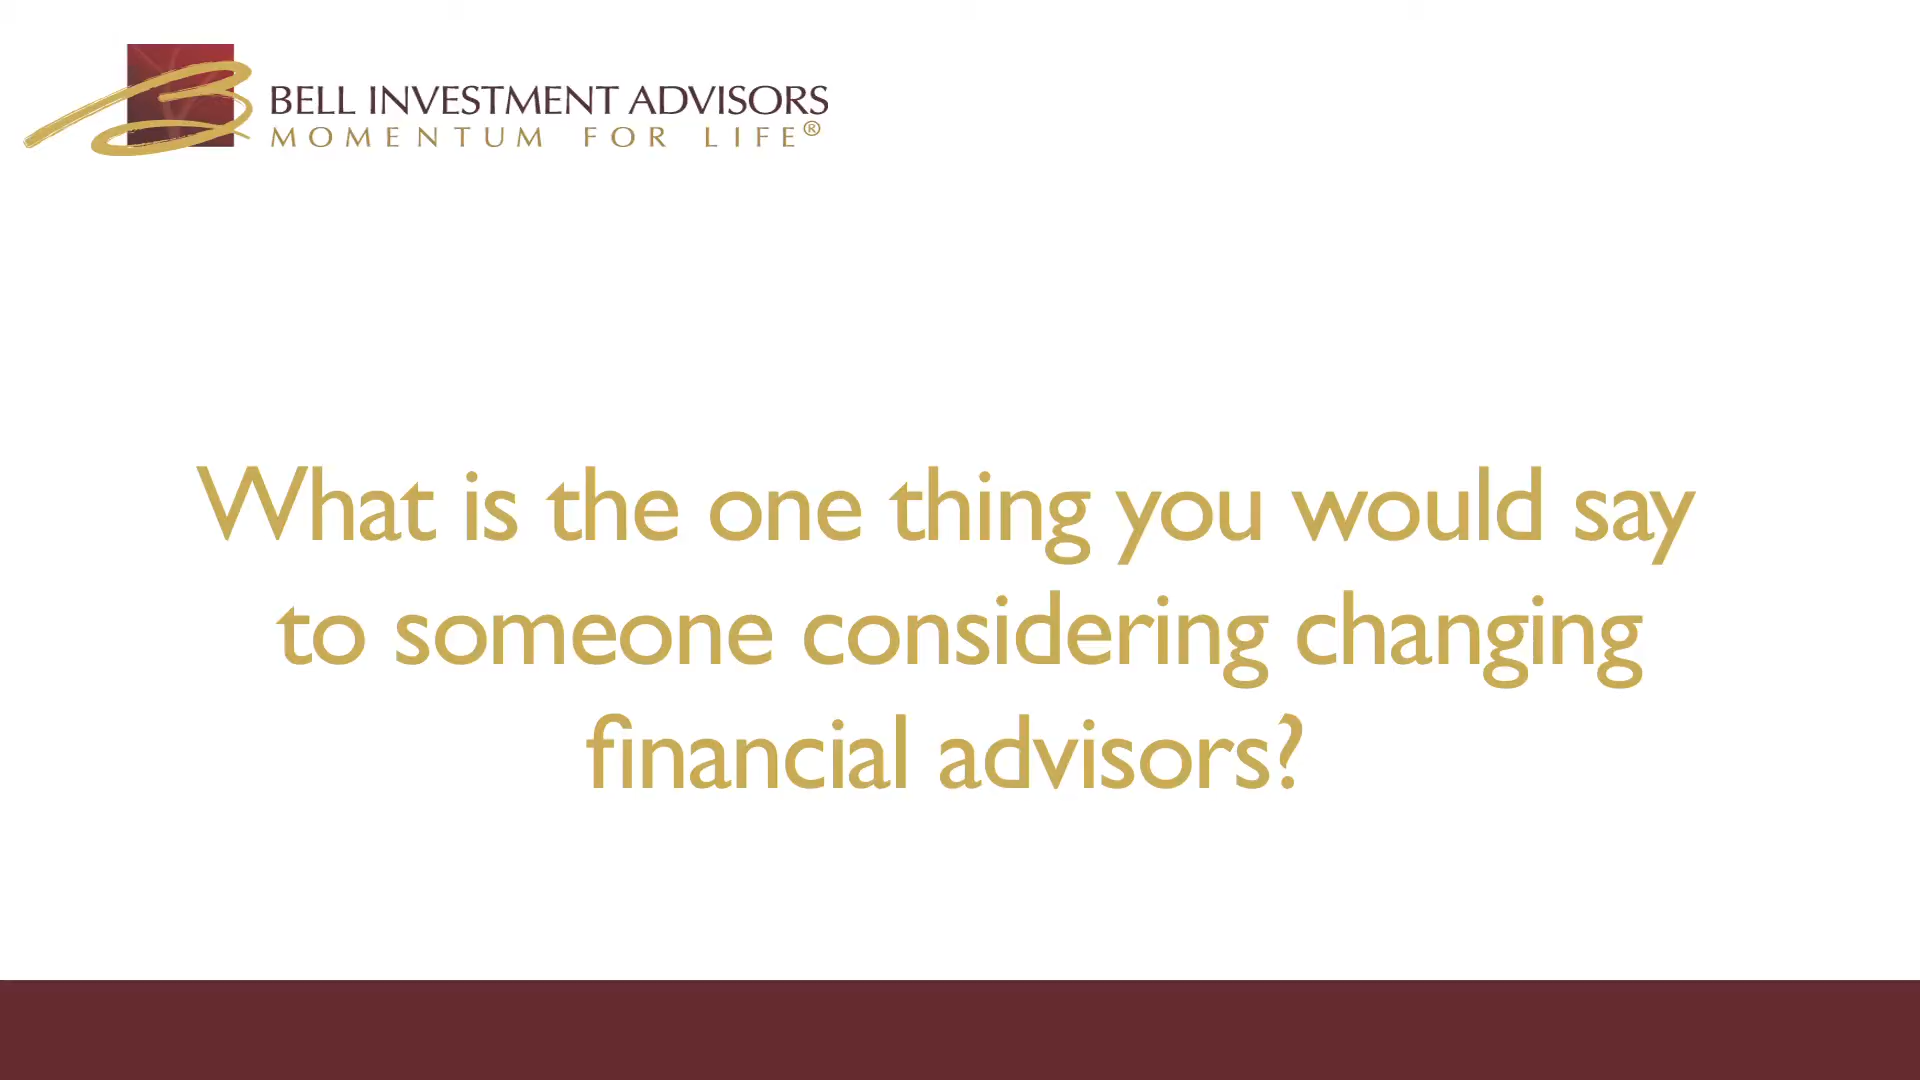 BELL INVESTMENT ADVISORS
MOMENTUM FOR LIFE®
What is the one thing you would say
to someone considering changing
financial advisors?